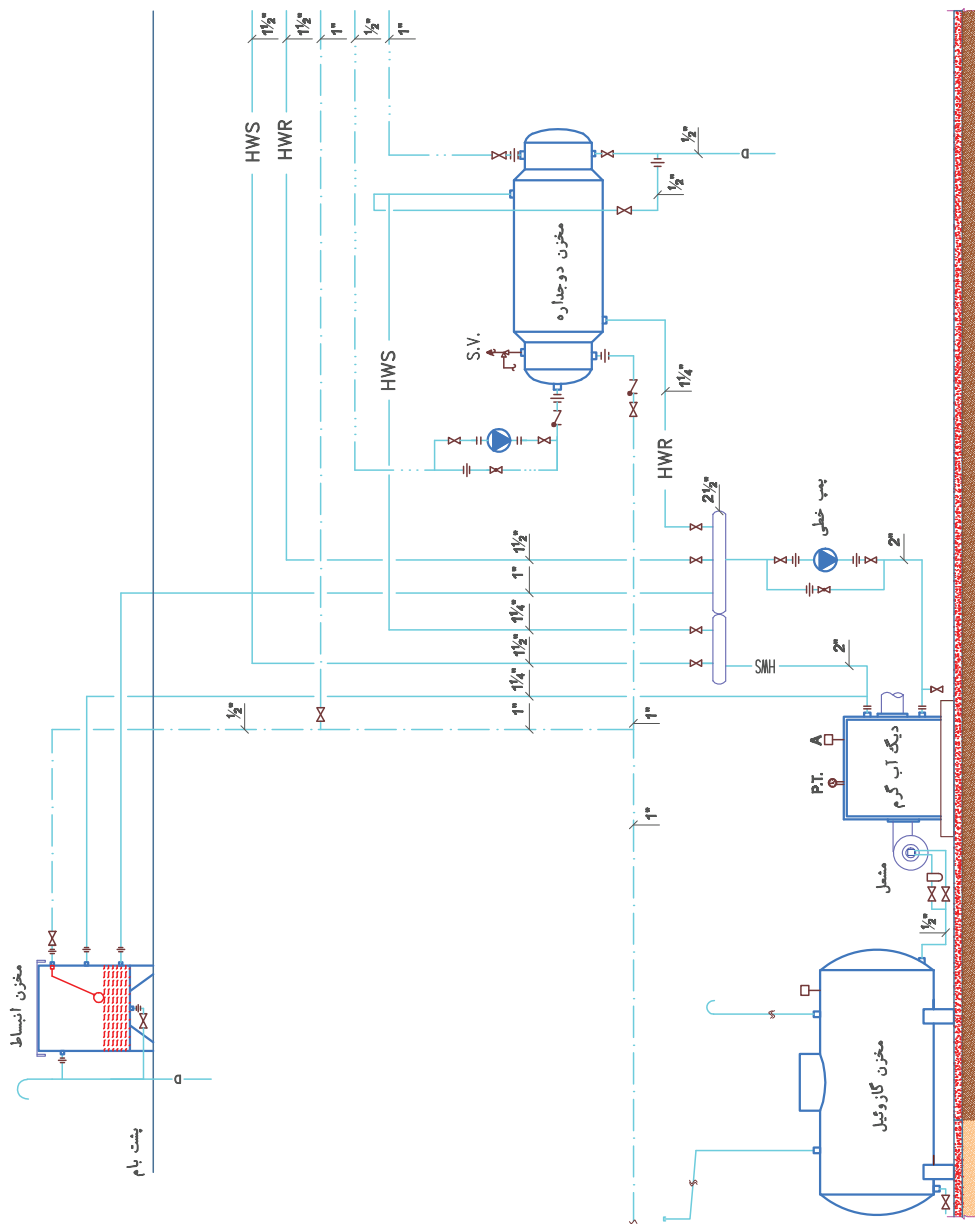 1½"
1½"
1"
½"
1"
HWS
HWR
½"
D
½"
مخزن دوجداره
S.V.
HWS
1¼"
HWR
2½"
پمپ خطی
2"
1½"
1"
1¼"
1½"
1¼"
1"
HWS
2"
½"
1"
A
P.T.
دیگ آب گرم
1"
مشعل
½"
مخزن انبساط
D
پشت بام
مخزن گازوئیل